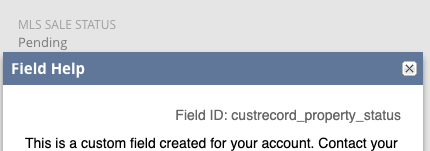 MLS SALE STATUS
Pending
Field Help
Field ID: custrecord_property_status
This is a custom field created for your account. Contact your